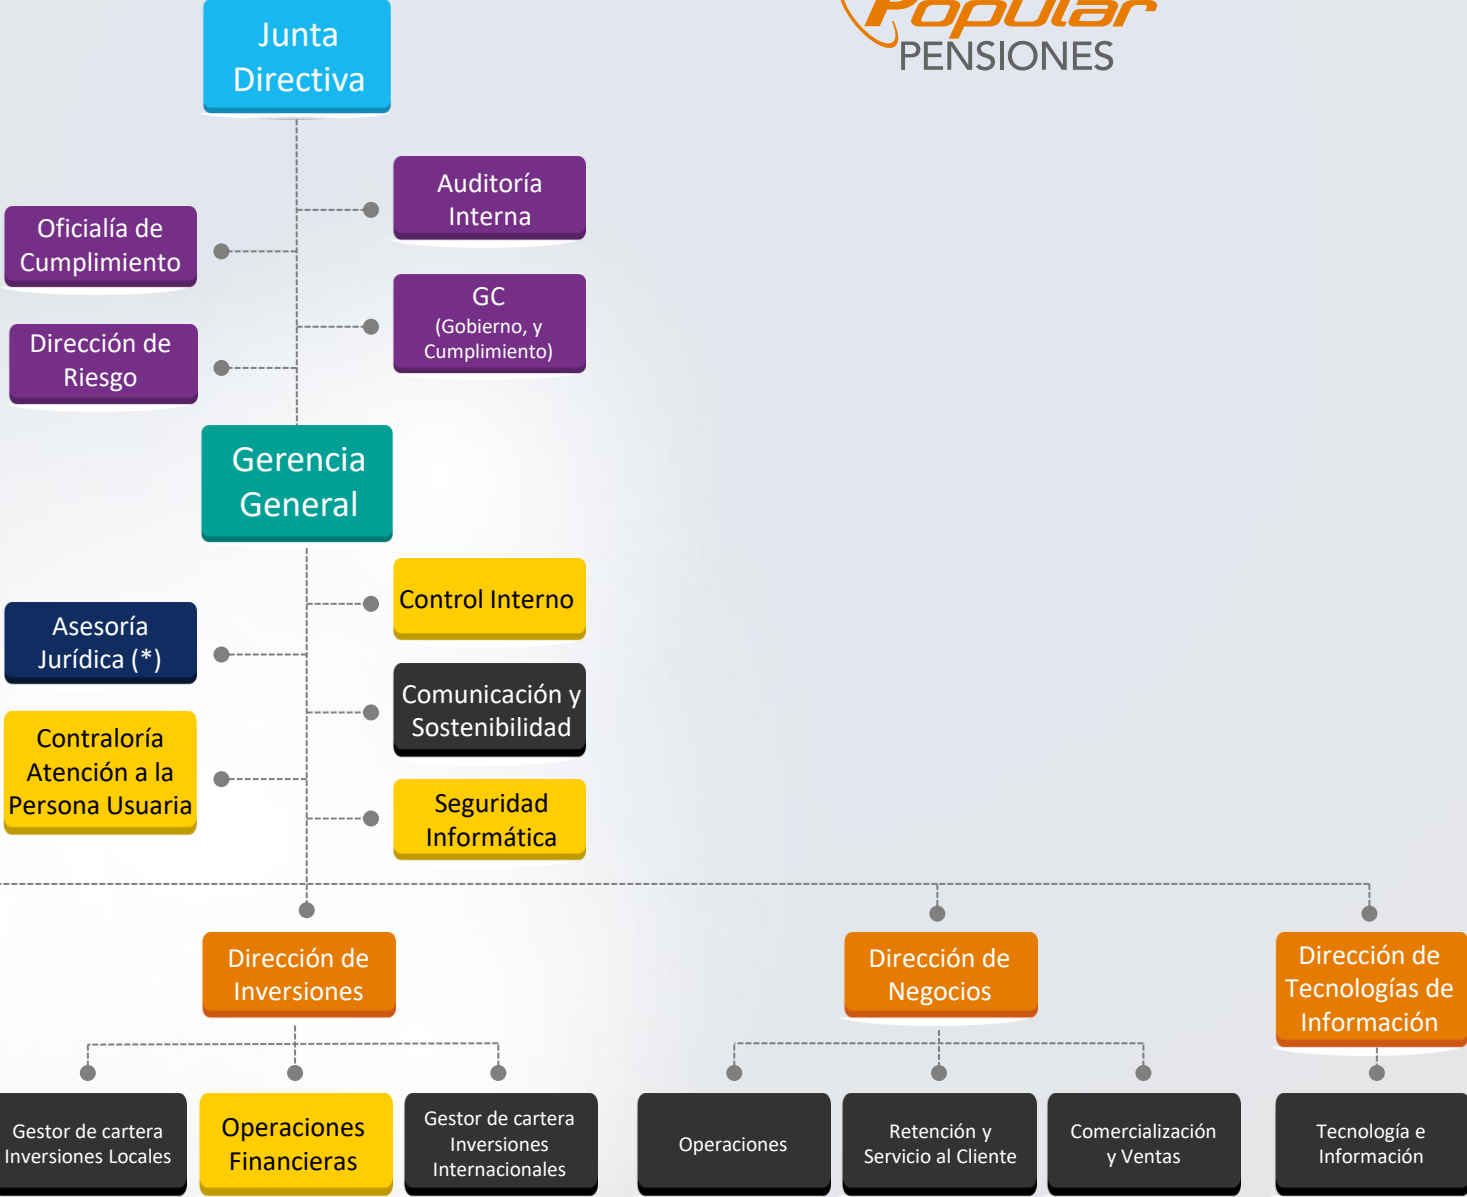 Popular
PENSIONES
Junta
Directiva
Auditoría
Interna
Oficialía de
Cumplimiento
GC
(Gobierno, y
Cumplimiento)
Dirección de
Riesgo
Gerencia
General
Control Interno
Asesoría
Jurídica (*)
Comunicación y
Sostenibilidad
Contraloría
Atención a la
Persona Usuaria
Seguridad
Informática
Dirección de
Inversiones
Dirección de
Negocios
Dirección de
Tecnologías de
Información
Gestor de cartera
Inversiones Locales
Operaciones
Financieras
Gestor de cartera
Inversiones
Internacionales
Operaciones
Retención y
Servicio al Cliente
Comercialización
y Ventas
Tecnología e
Información